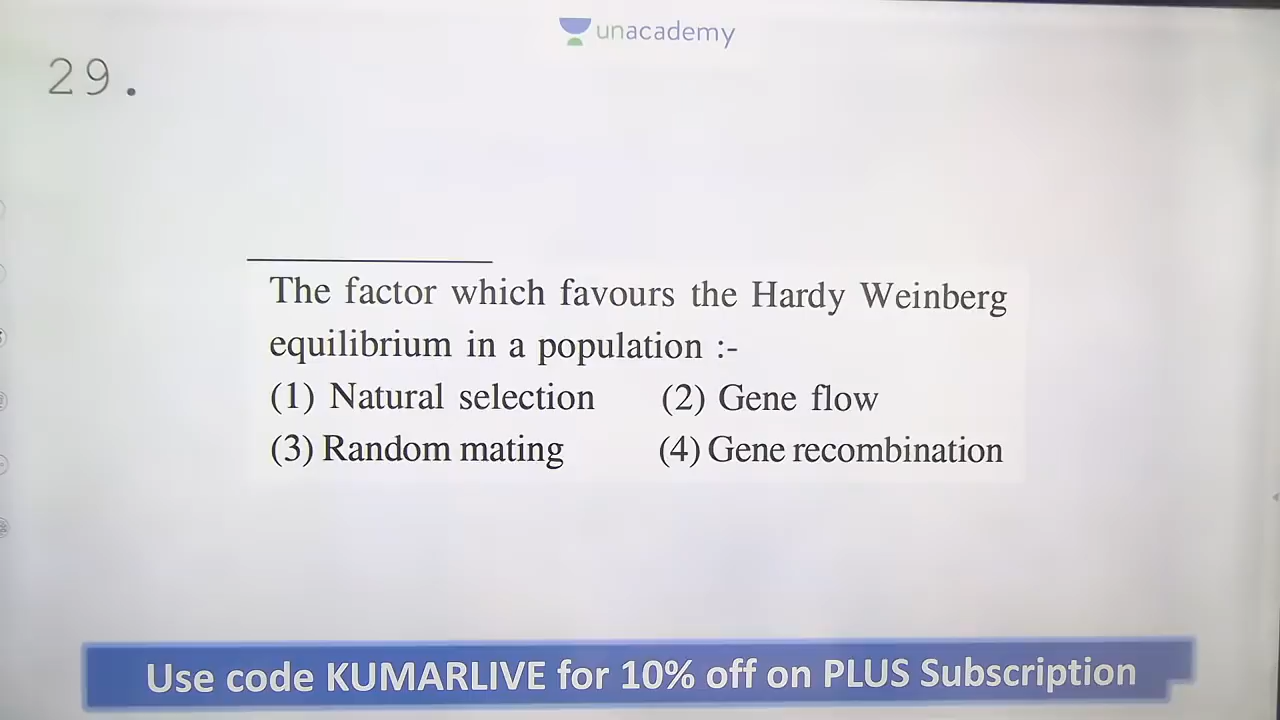 unacademy
29.
The factor which favours the Hardy Weinberg
equilibrium in a population :-
(1) Natural selection (2) Gene flow
(3) Random mating (4) Gene recombination
Use code KUMARLIVE for 10% off on PLUS Subscription